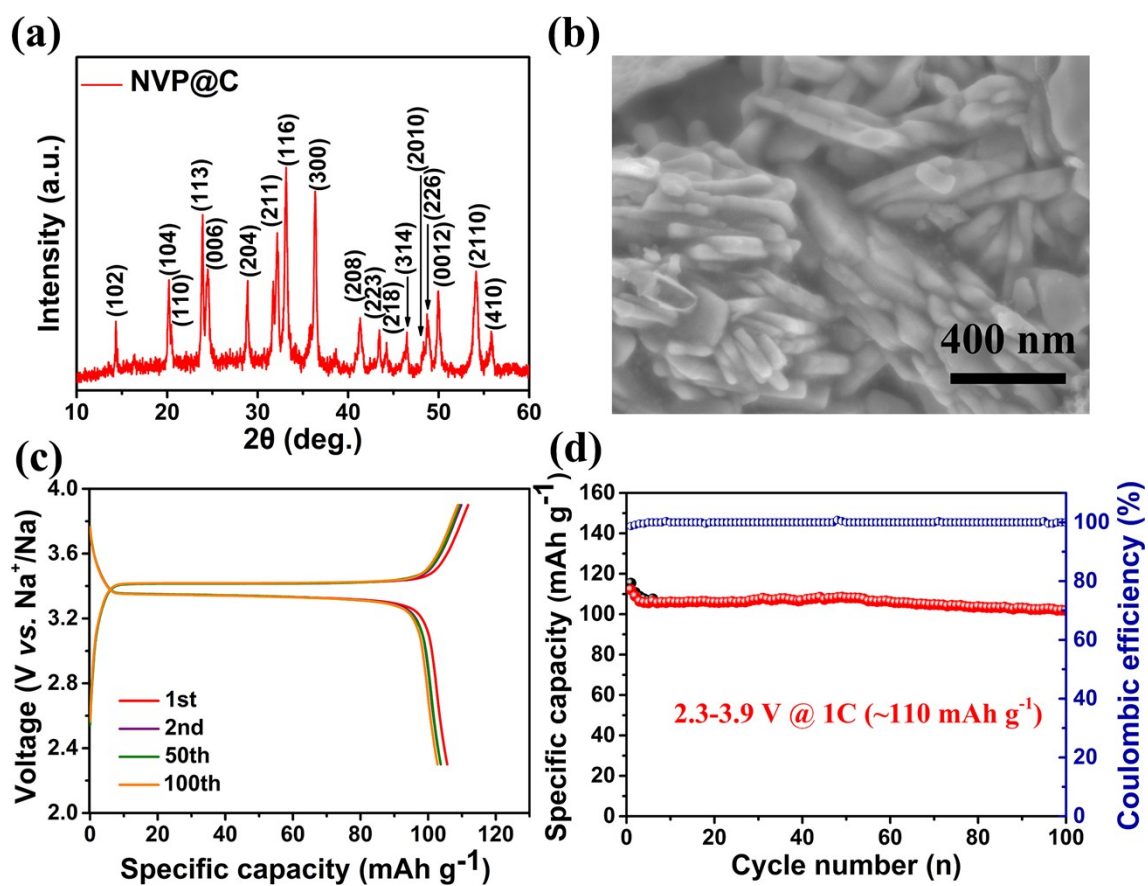 (a)
NVP@C
Intensity (a.u.)
(102)
(104)
(110)
(113)
(006)
(204)
(211)
(116)
(300)
(208)
(223)
(218)
(314)
(2010)
(226)
(0012)
(2110)
(410)
10 20 30 40 50 60
2θ (deg.)
(b)
400 nm
(c)
Voltage (V vs. Na⁺/Na)
4.0
3.6
3.2
2.8
2.4
2.0
1st
2nd
50th
100th
0 20 40 60 80 100 120
Specific capacity (mAh g⁻¹)
(d)
Specific capacity (mAh g⁻¹)
160
140
120
100
80
60
40
20
0
2.3-3.9 V @ 1C (~110 mAh g⁻¹)
0 20 40 60 80 100
Cycle number (n)
100
80
60
40
20
0
Coulombic efficiency (%)